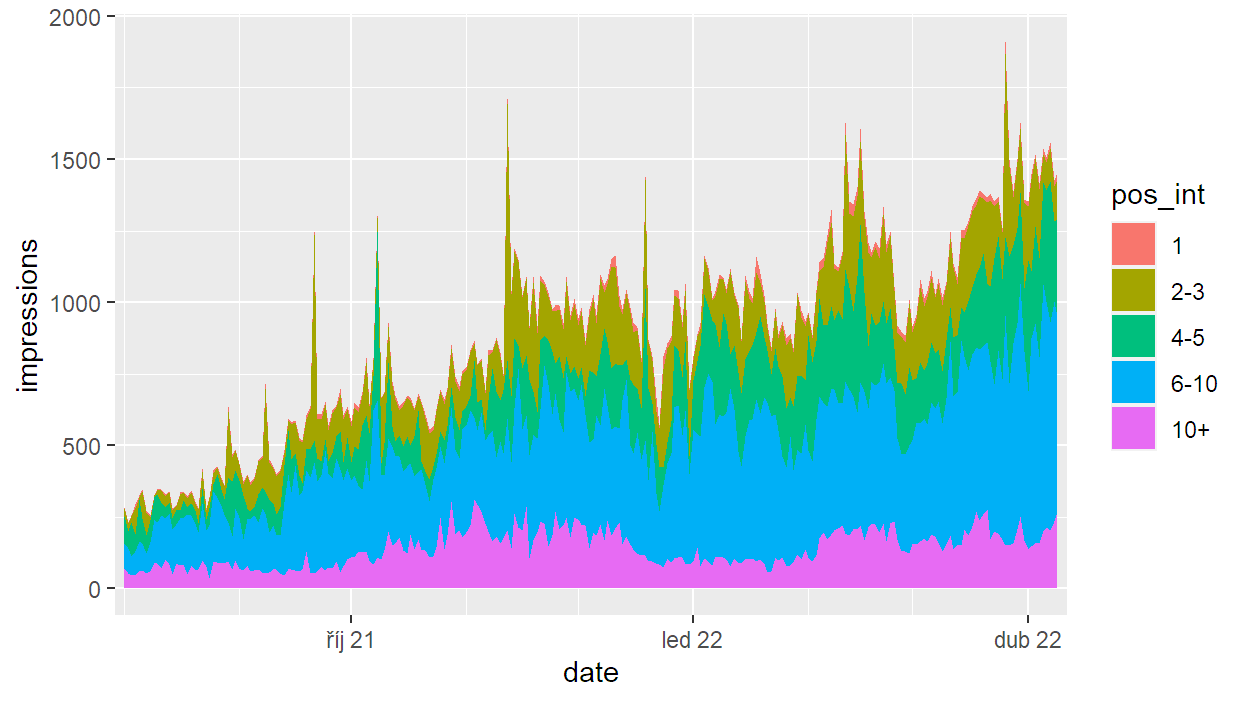 2000
1500
1000
500
0
impressions
říj 21
led 22
dub 22
date
pos_int
1
2-3
4-5
6-10
10+